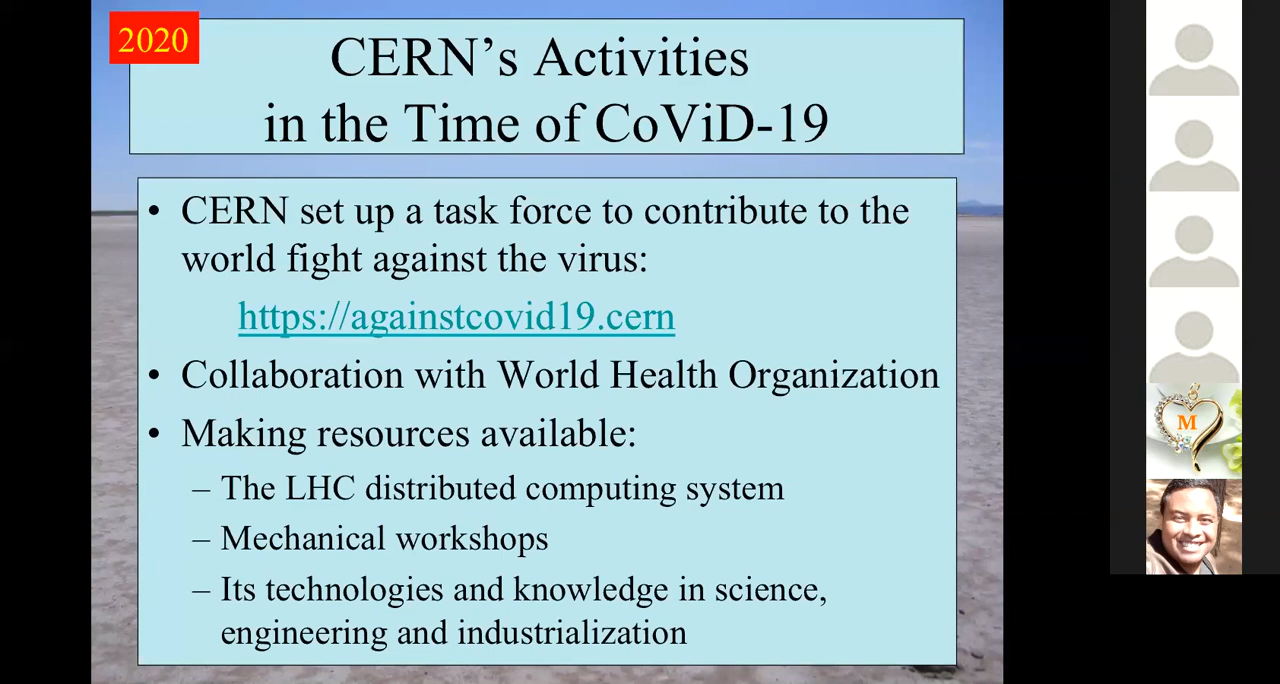 2020
CERN’s Activities
in the Time of CoViD-19
• CERN set up a task force to contribute to the
world fight against the virus:
https://againstcovid19.cern
• Collaboration with World Health Organization
• Making resources available:
– The LHC distributed computing system
– Mechanical workshops
– Its technologies and knowledge in science,
engineering and industrialization
M